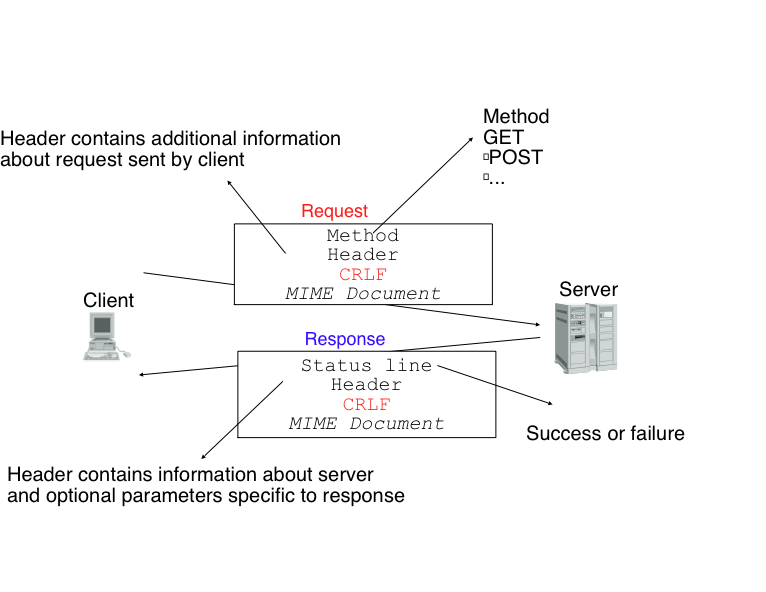 Method
GET
▯POST
▯...
Header contains additional information
about request sent by client
Request
Method
Header
CRLF
MIME Document
Client
Server
Response
Status line
Header
CRLF
MIME Document
Success or failure
Header contains information about server
and optional parameters specific to response